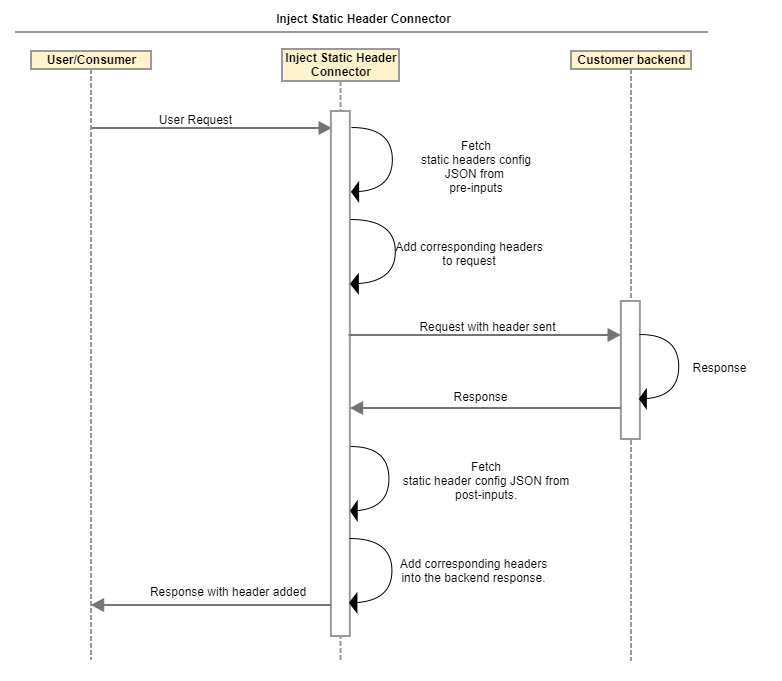 Inject Static Header Connector
User/Consumer
Inject Static Header
Connector
Customer backend
User Request
Fetch
static headers config
JSON from
pre-inputs
Add corresponding headers
to request
Request with header sent
Response
Response
Fetch
static header config JSON from
post-inputs.
Add corresponding headers
into the backend response.
Response with header added